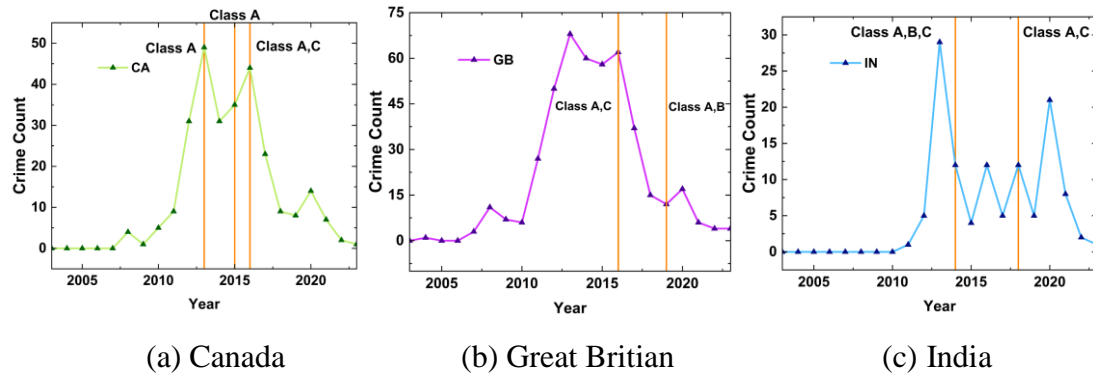 Class A
Class A
Class A,C
CA
50
40
30
20
10
0
Crime Count
2005
2010
2015
2020
Year
(a) Canada
75
60
45
30
15
0
Crime Count
GB
Class A,C
Class A,B
2005
2010
2015
2020
Year
(b) Great Britian
Class A,B,C
Class A,C
IN
30
25
20
15
10
5
0
Crime Count
2005
2010
2015
2020
Year
(c) India